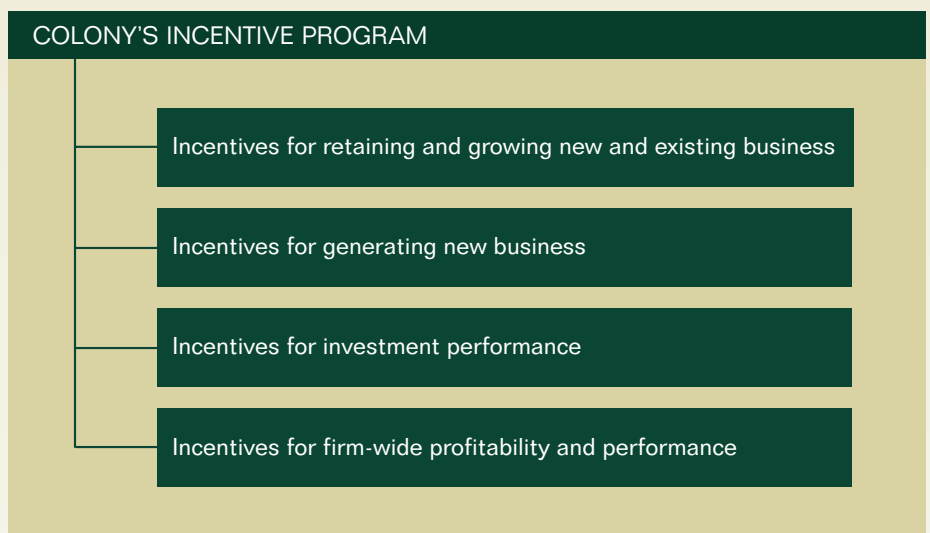 COLONY'S INCENTIVE PROGRAM
Incentives for retaining and growing new and existing business
Incentives for generating new business
Incentives for investment performance
Incentives for firm-wide profitability and performance